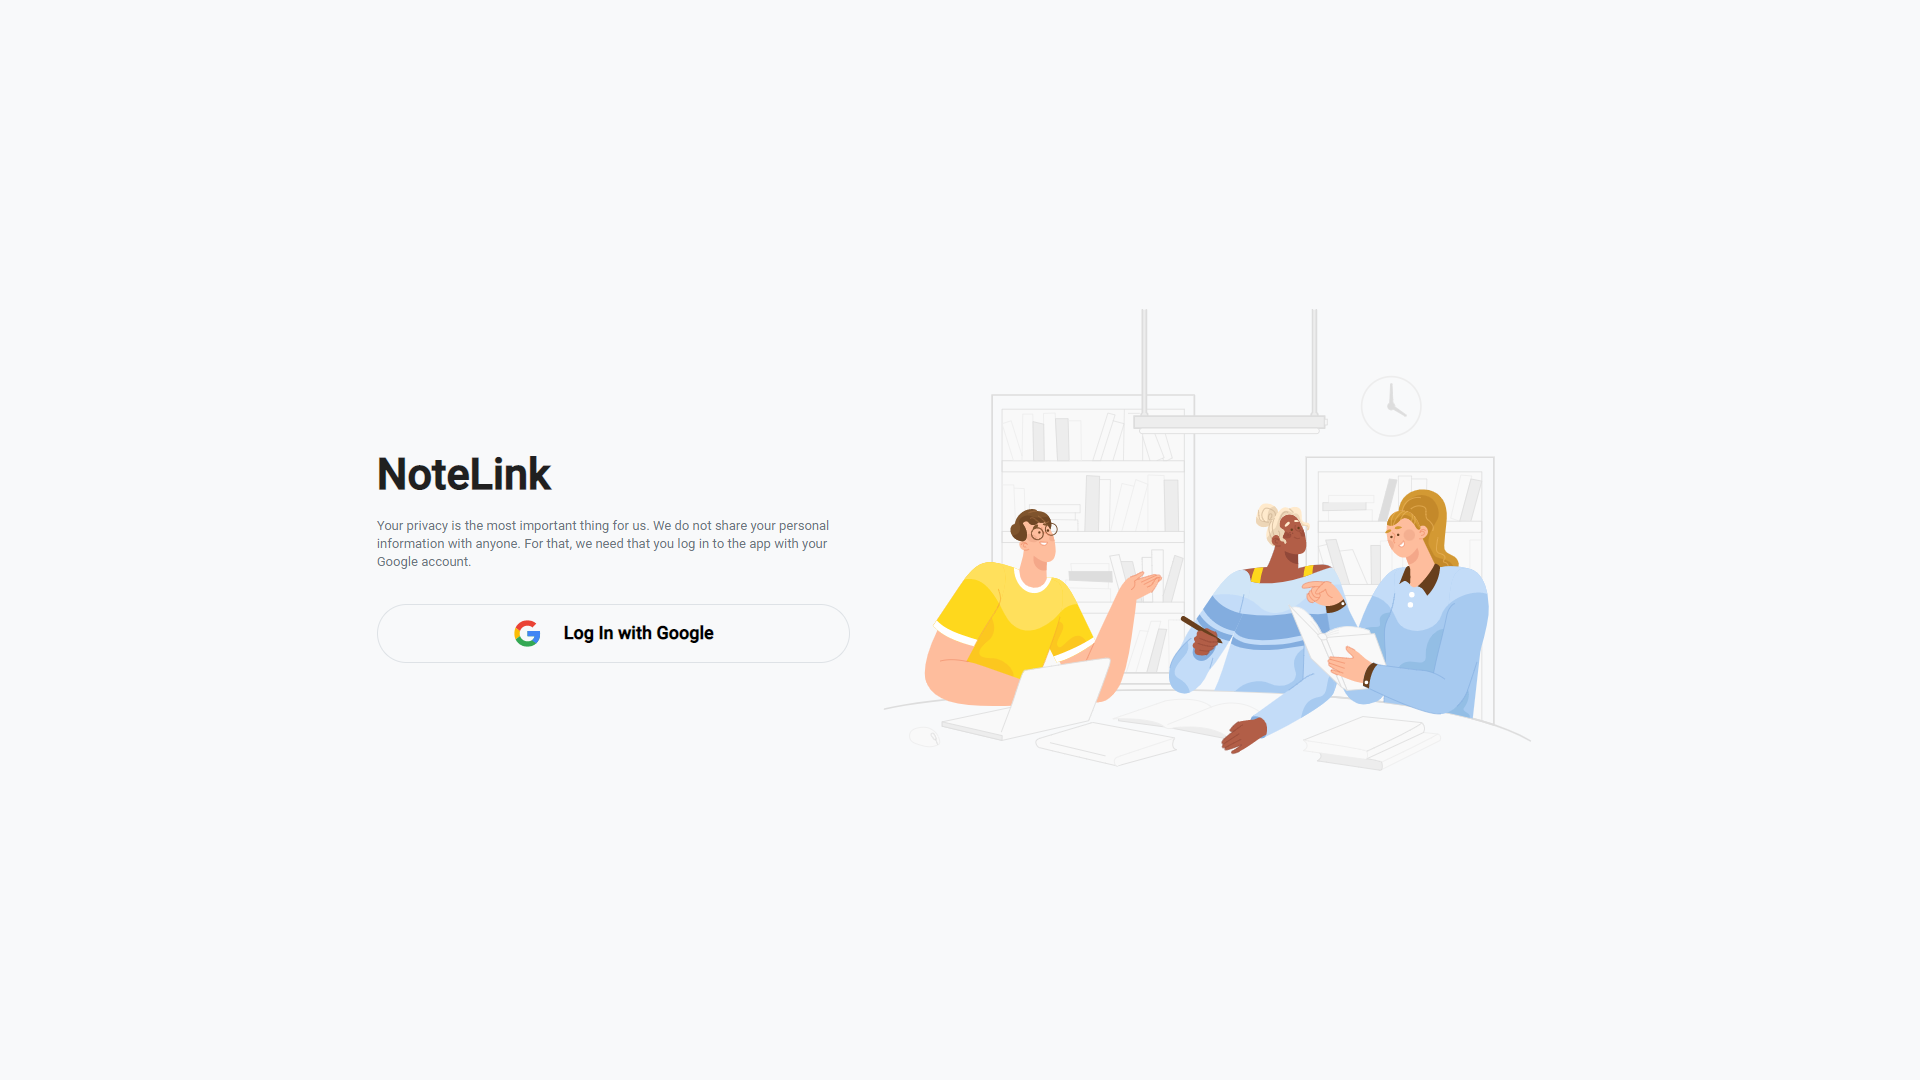 NoteLink
Your privacy is the most important thing for us. We do not share your personal
information with anyone. For that, we need that you log in to the app with your
Google account.
Log In with Google